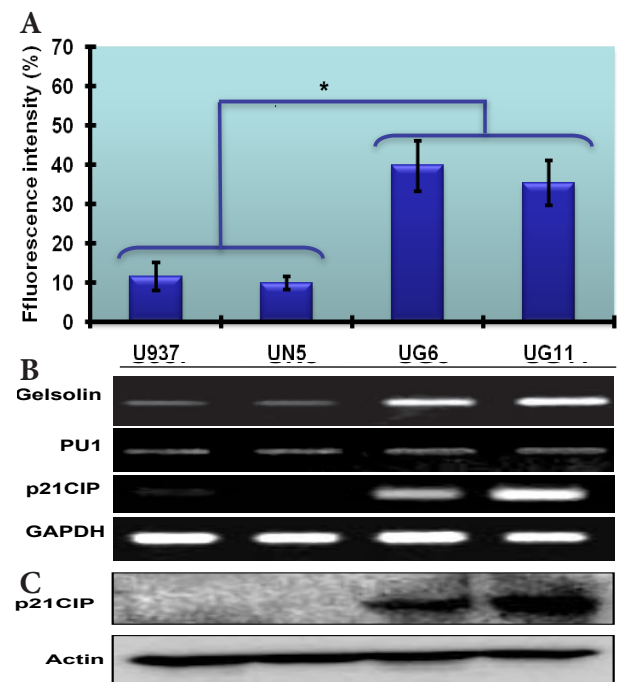 A
Ffluorescence intensity (%)
70
60
50
40
30
20
10
0
*
U937 UN5 UG6 UG11
B
Gelsolin
PU1
p21CIP
GAPDH
C
p21CIP
Actin